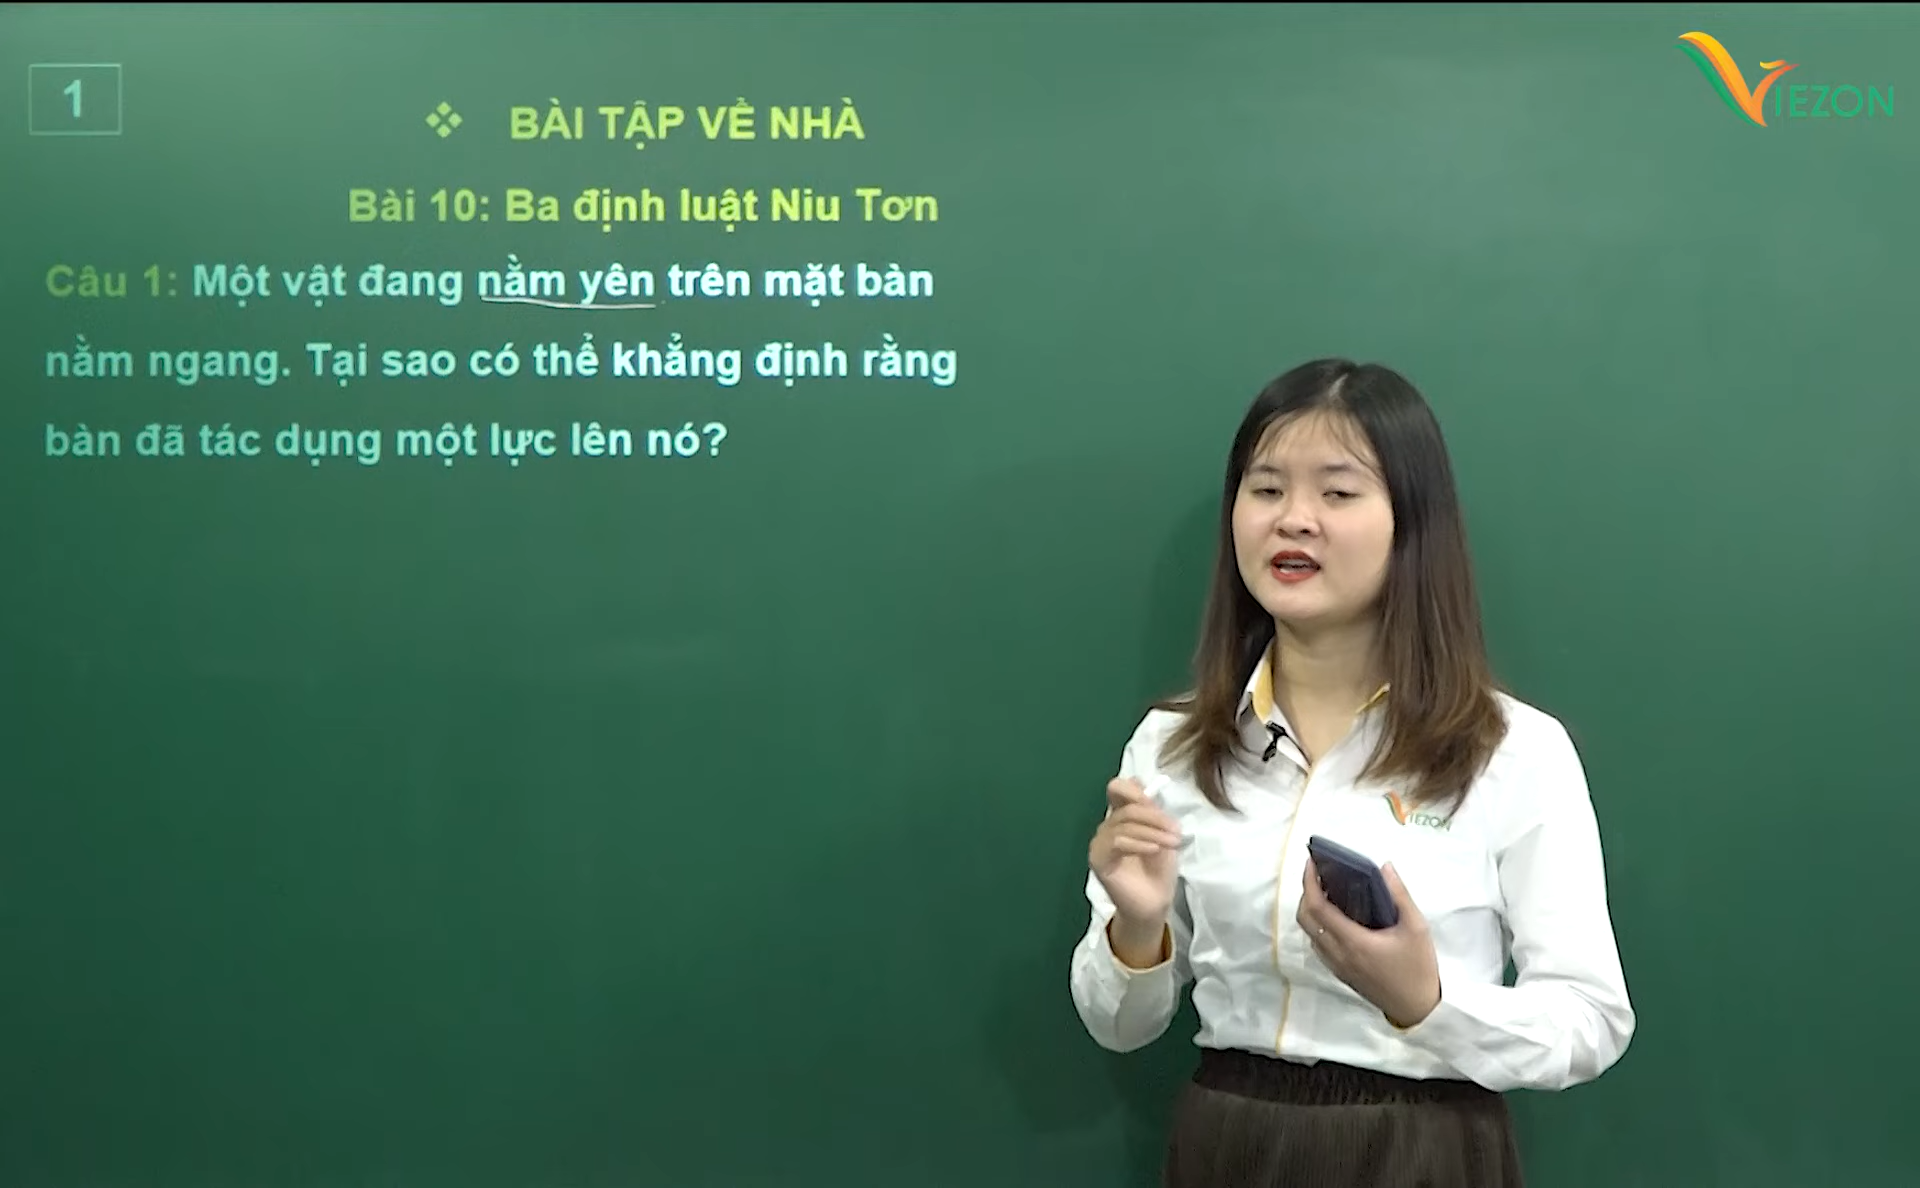 VIEZON
1
❖ BÀI TẬP VỀ NHÀ
Bài 10: Ba định luật Niu Tơn
Câu 1: Một vật đang nằm yên trên mặt bàn
nằm ngang. Tại sao có thể khẳng định rằng
bàn đã tác dụng một lực lên nó?
VIEZON